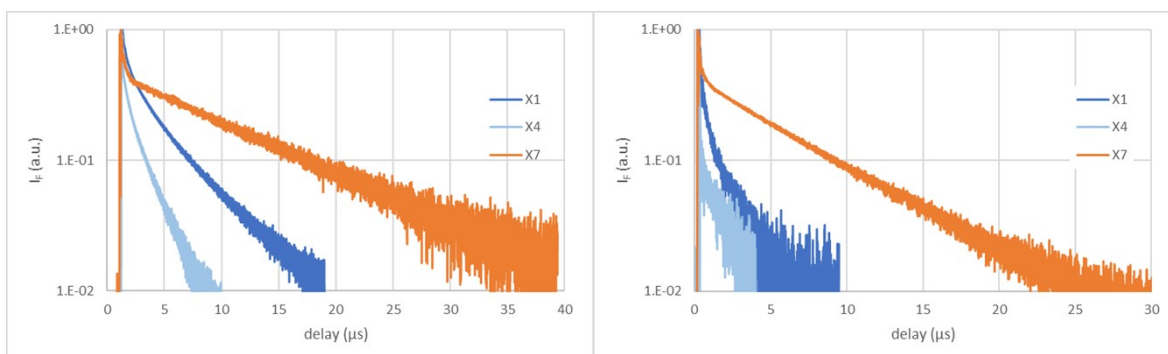 1.E+00
1.E-01
1.E-02
I_F (a.u.)
0 5 10 15 20 25 30 35 40
delay (μs)
X1
X4
X7
1.E+00
1.E-01
1.E-02
I_F (a.u.)
0 5 10 15 20 25 30
delay (μs)
X1
X4
X7